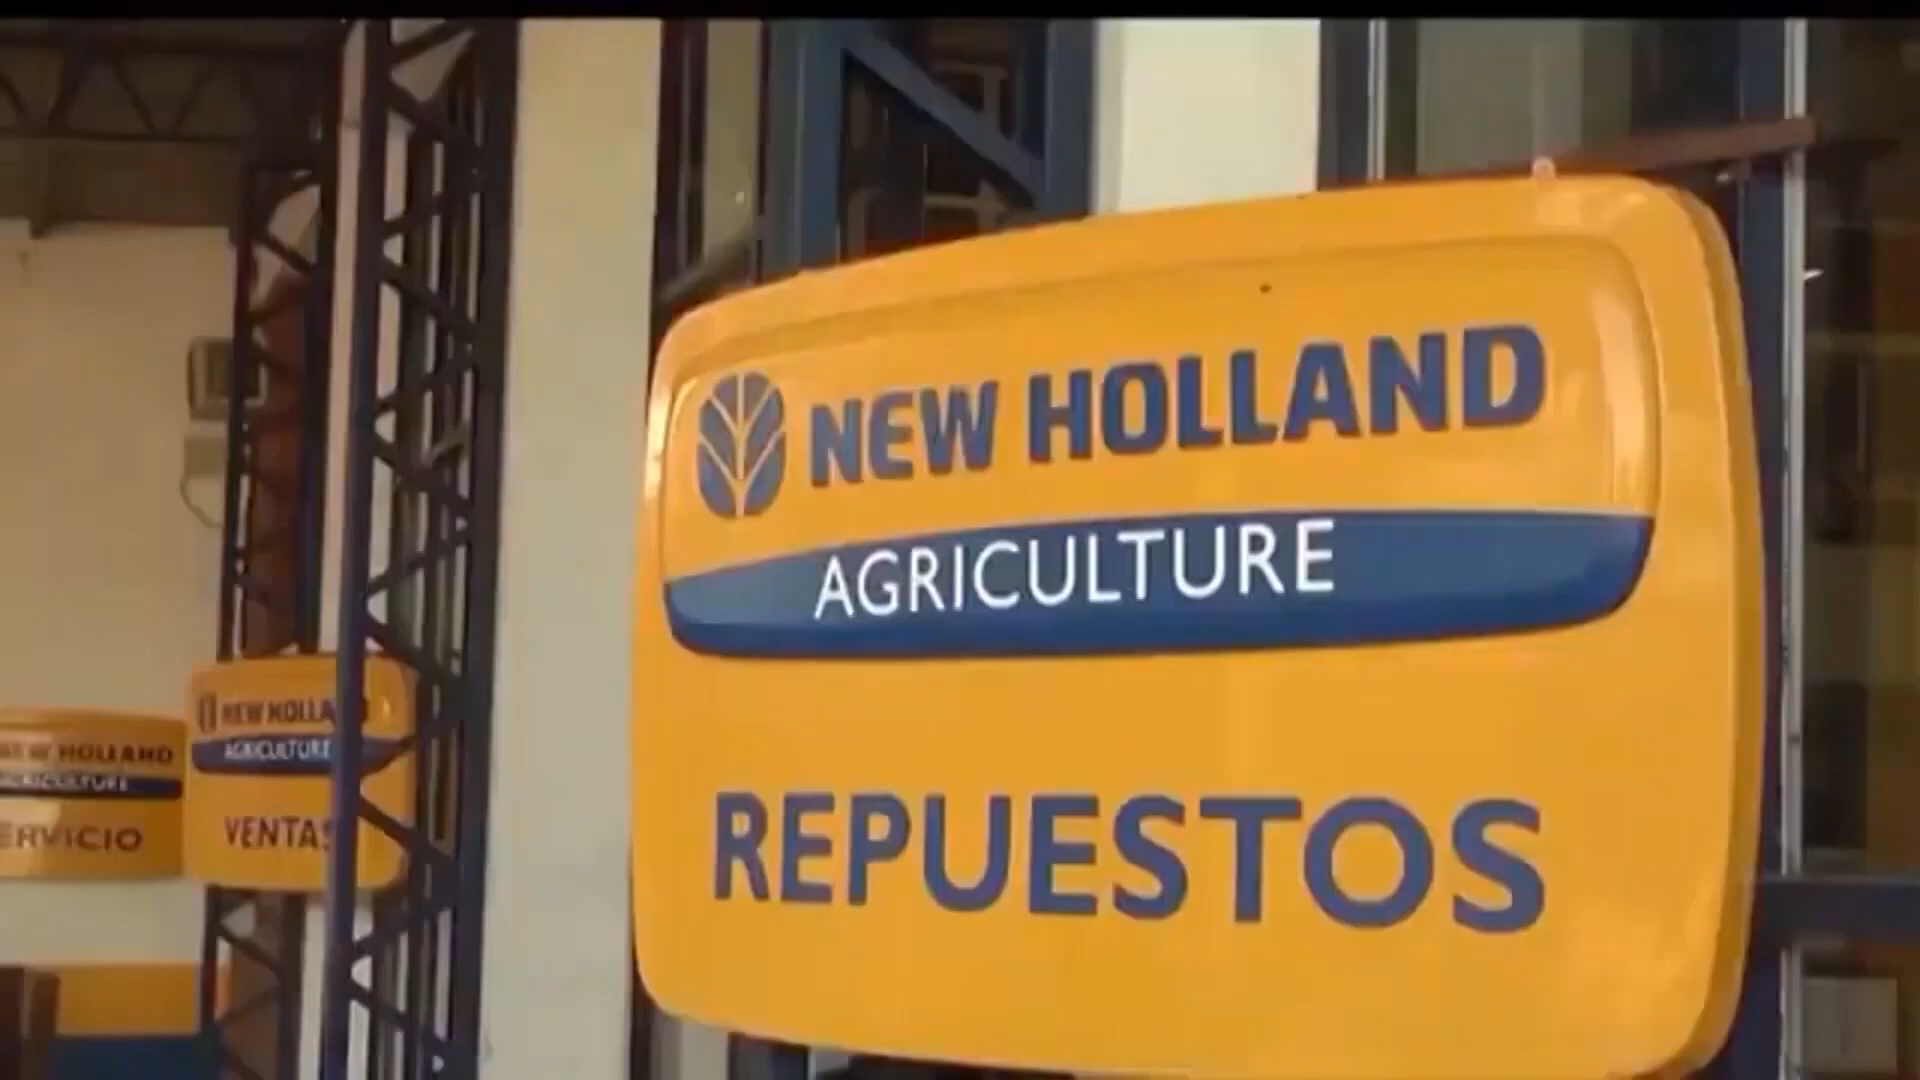 NEW HOLLAND
AGRICULTURE
REPUESTOS
NEW HOLLAND
AGRICULTURE
VENTAS
NEW HOLLAND
AGRICULTURE
ERVICIO